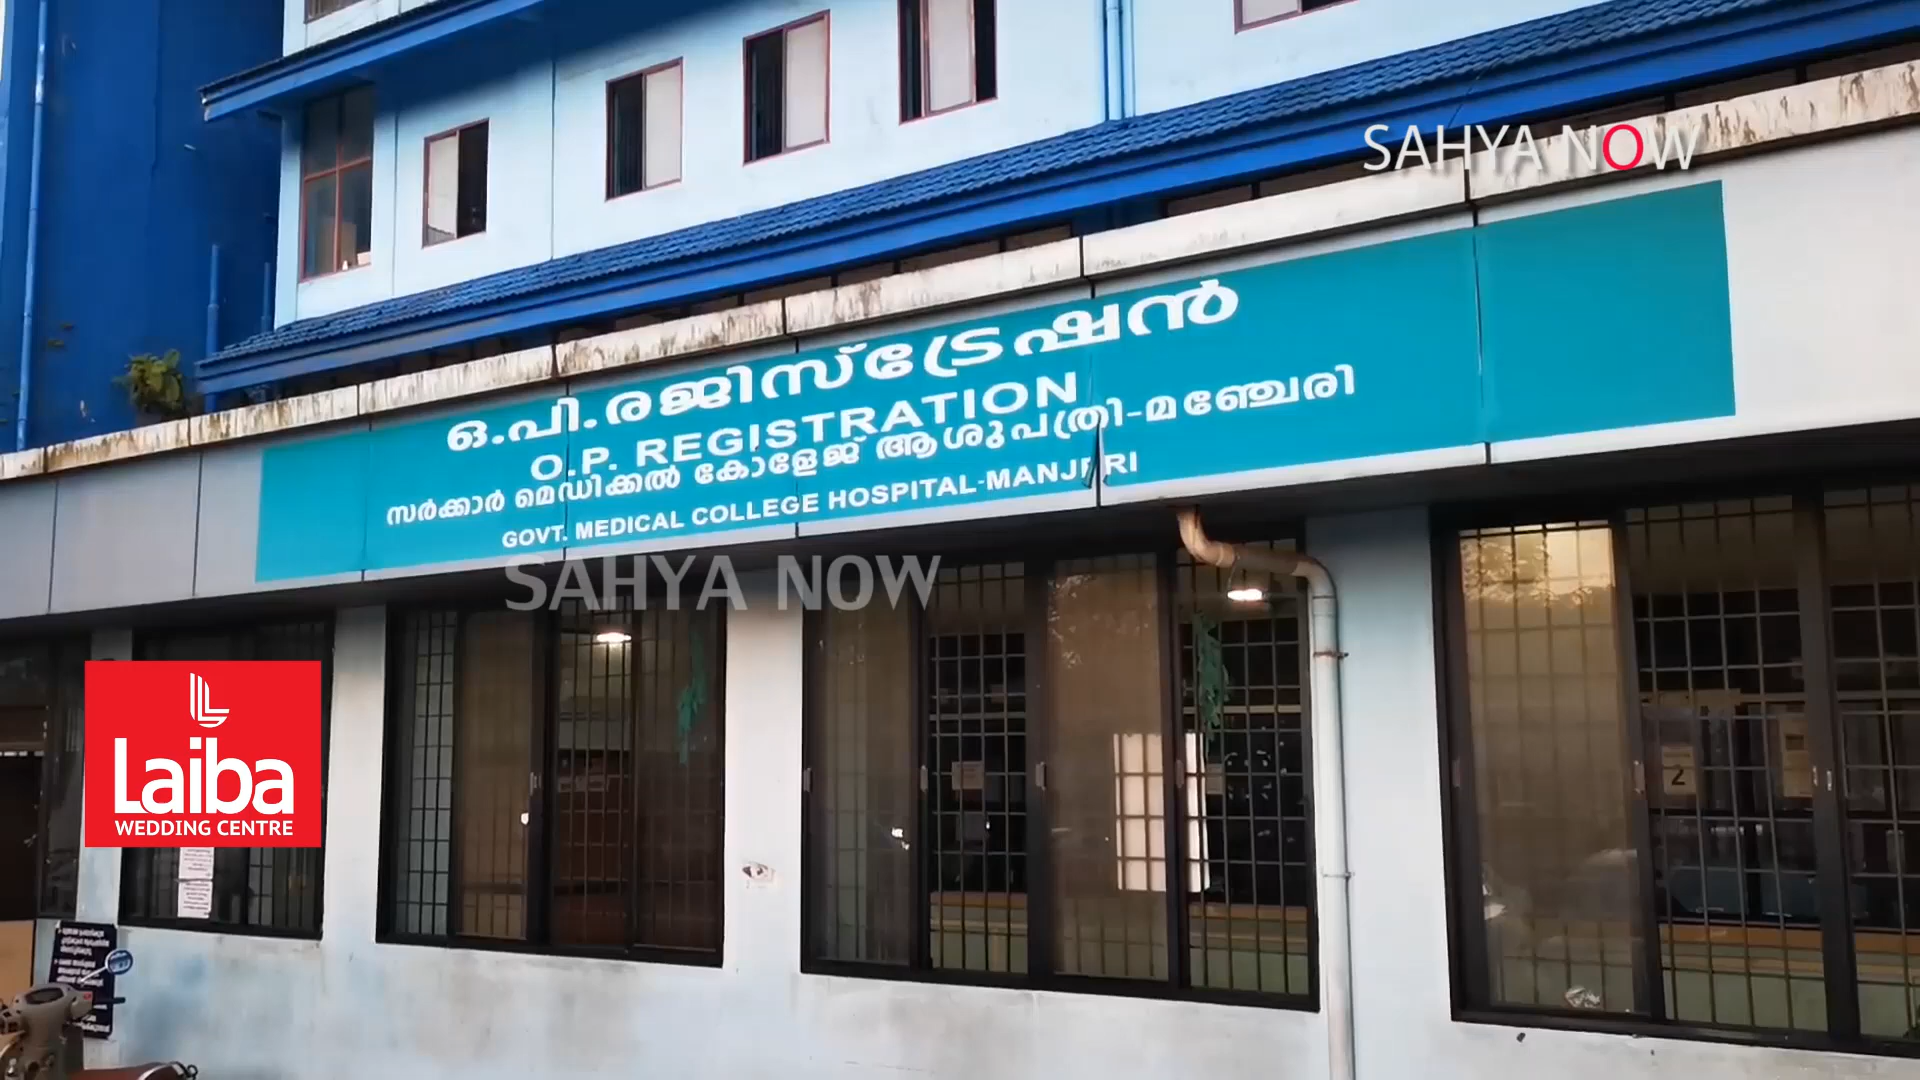 SAHYA NOW
ഒ.പി.രജിസ്ട്രേഷൻ
O.P. REGISTRATION
സർക്കാർ മെഡിക്കൽ കോളേജ് ആശുപത്രി-മഞ്ചേരി
GOVT. MEDICAL COLLEGE HOSPITAL-MANJERI
SAHYA NOW
Laiba
WEDDING CENTRE
2